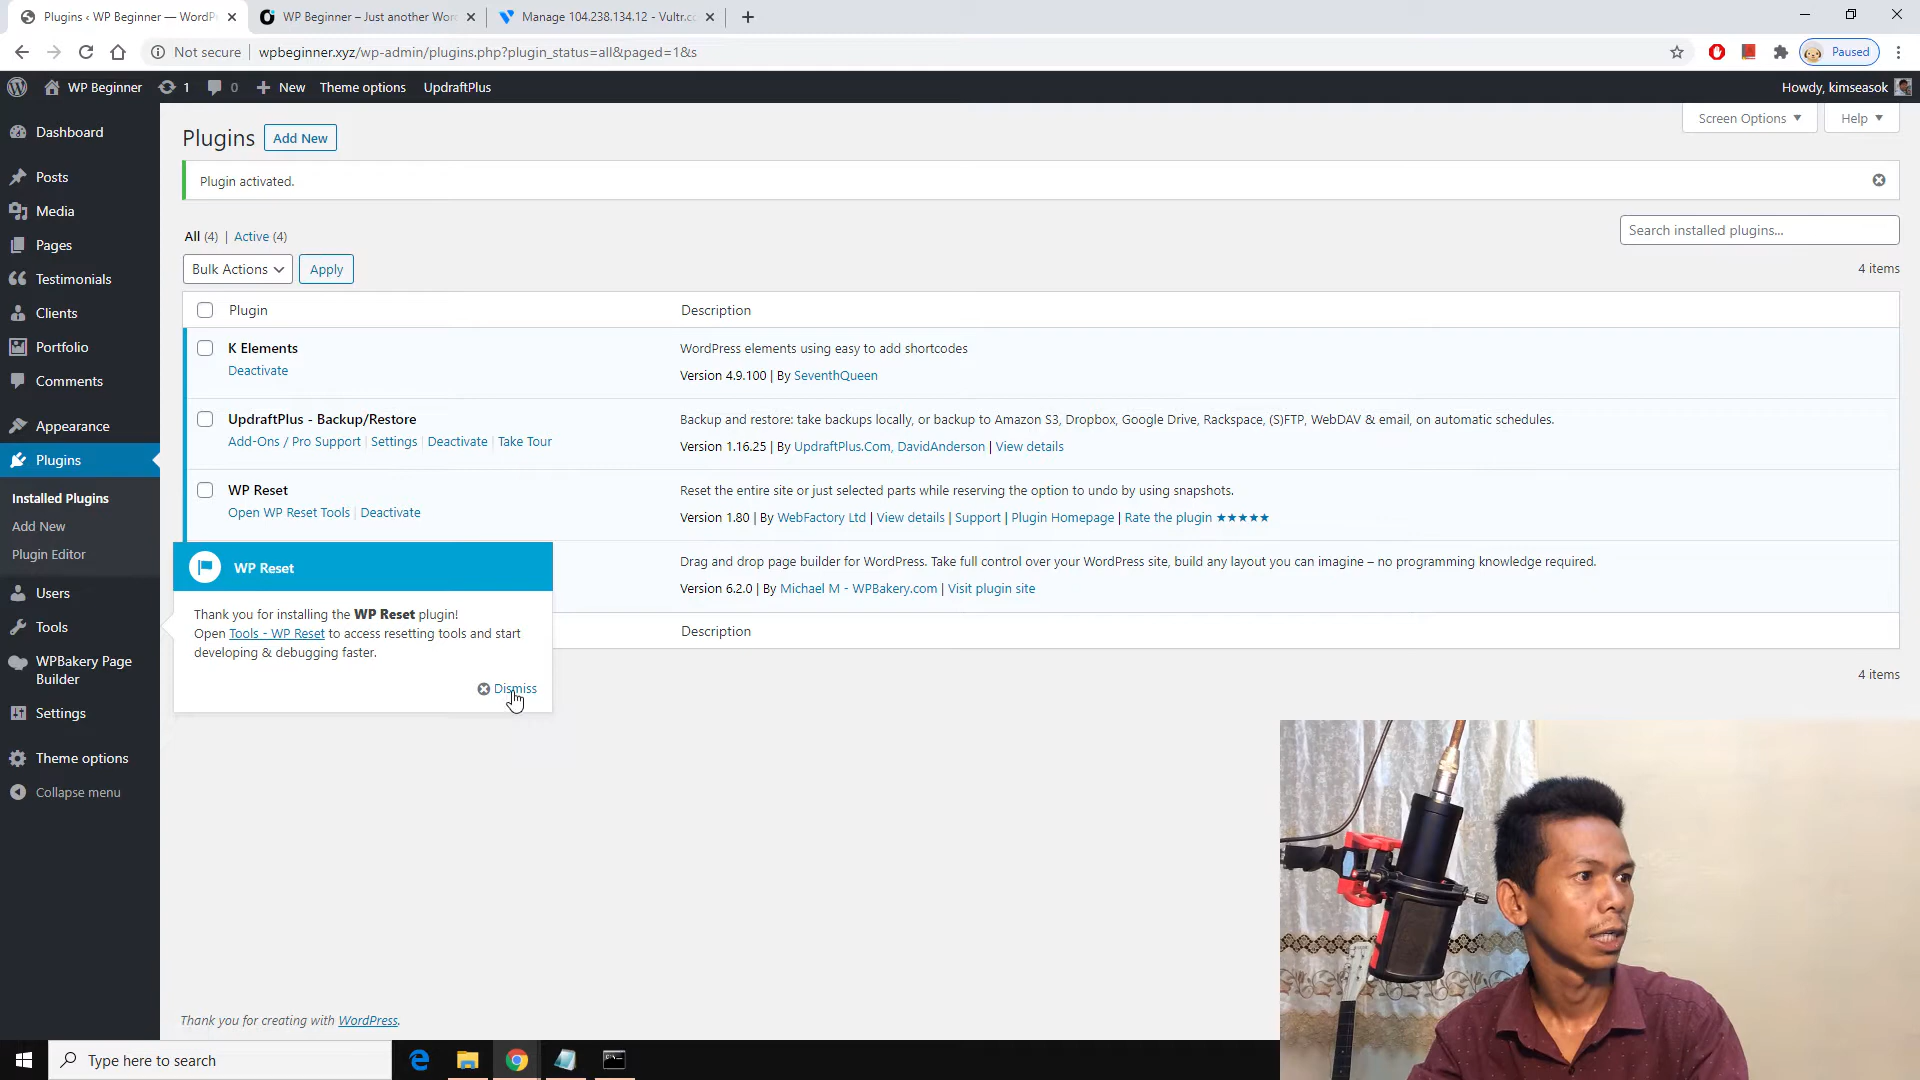 Plugins ‹ WP Beginner — WordPr
WP Beginner – Just another Wor
Manage 104.238.134.12 - Vultr.c
Not secure
wpbeginner.xyz/wp-admin/plugins.php?plugin_status=all&paged=1&s
Paused
WP Beginner
1
0
New
Theme options
UpdraftPlus
Howdy, kimseasok
Dashboard
Posts
Media
Pages
Testimonials
Clients
Portfolio
Comments
Appearance
Plugins
Installed Plugins
Add New
Plugin Editor
Users
Tools
WPBakery Page
Builder
Settings
Theme options
Collapse menu
Screen Options
Help
Plugins
Add New
Plugin activated.
All (4) | Active (4)
Search installed plugins...
Bulk Actions
Apply
4 items
Plugin
Description
K Elements
Deactivate
WordPress elements using easy to add shortcodes
Version 4.9.100 | By SeventhQueen
UpdraftPlus - Backup/Restore
Add-Ons / Pro Support | Settings | Deactivate | Take Tour
Backup and restore: take backups locally, or backup to Amazon S3, Dropbox, Google Drive, Rackspace, (S)FTP, WebDAV & email, on automatic schedules.
Version 1.16.25 | By UpdraftPlus.Com, DavidAnderson | View details
WP Reset
Open WP Reset Tools | Deactivate
Reset the entire site or just selected parts while reserving the option to undo by using snapshots.
Version 1.80 | By WebFactory Ltd | View details | Support | Plugin Homepage | Rate the plugin ★★★★★
Drag and drop page builder for WordPress. Take full control over your WordPress site, build any layout you can imagine – no programming knowledge required.
Version 6.2.0 | By Michael M - WPBakery.com | Visit plugin site
Description
4 items
WP Reset
Thank you for installing the WP Reset plugin!
Open Tools - WP Reset to access resetting tools and start
developing & debugging faster.
Dismiss
Thank you for creating with WordPress.
Type here to search